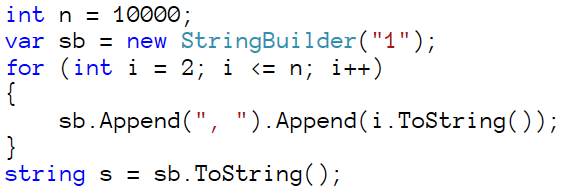 int n = 10000;
var sb = new StringBuilder("1");
for (int i = 2; i <= n; i++)
{
    sb.Append(", ").Append(i.ToString());
}
string s = sb.ToString();